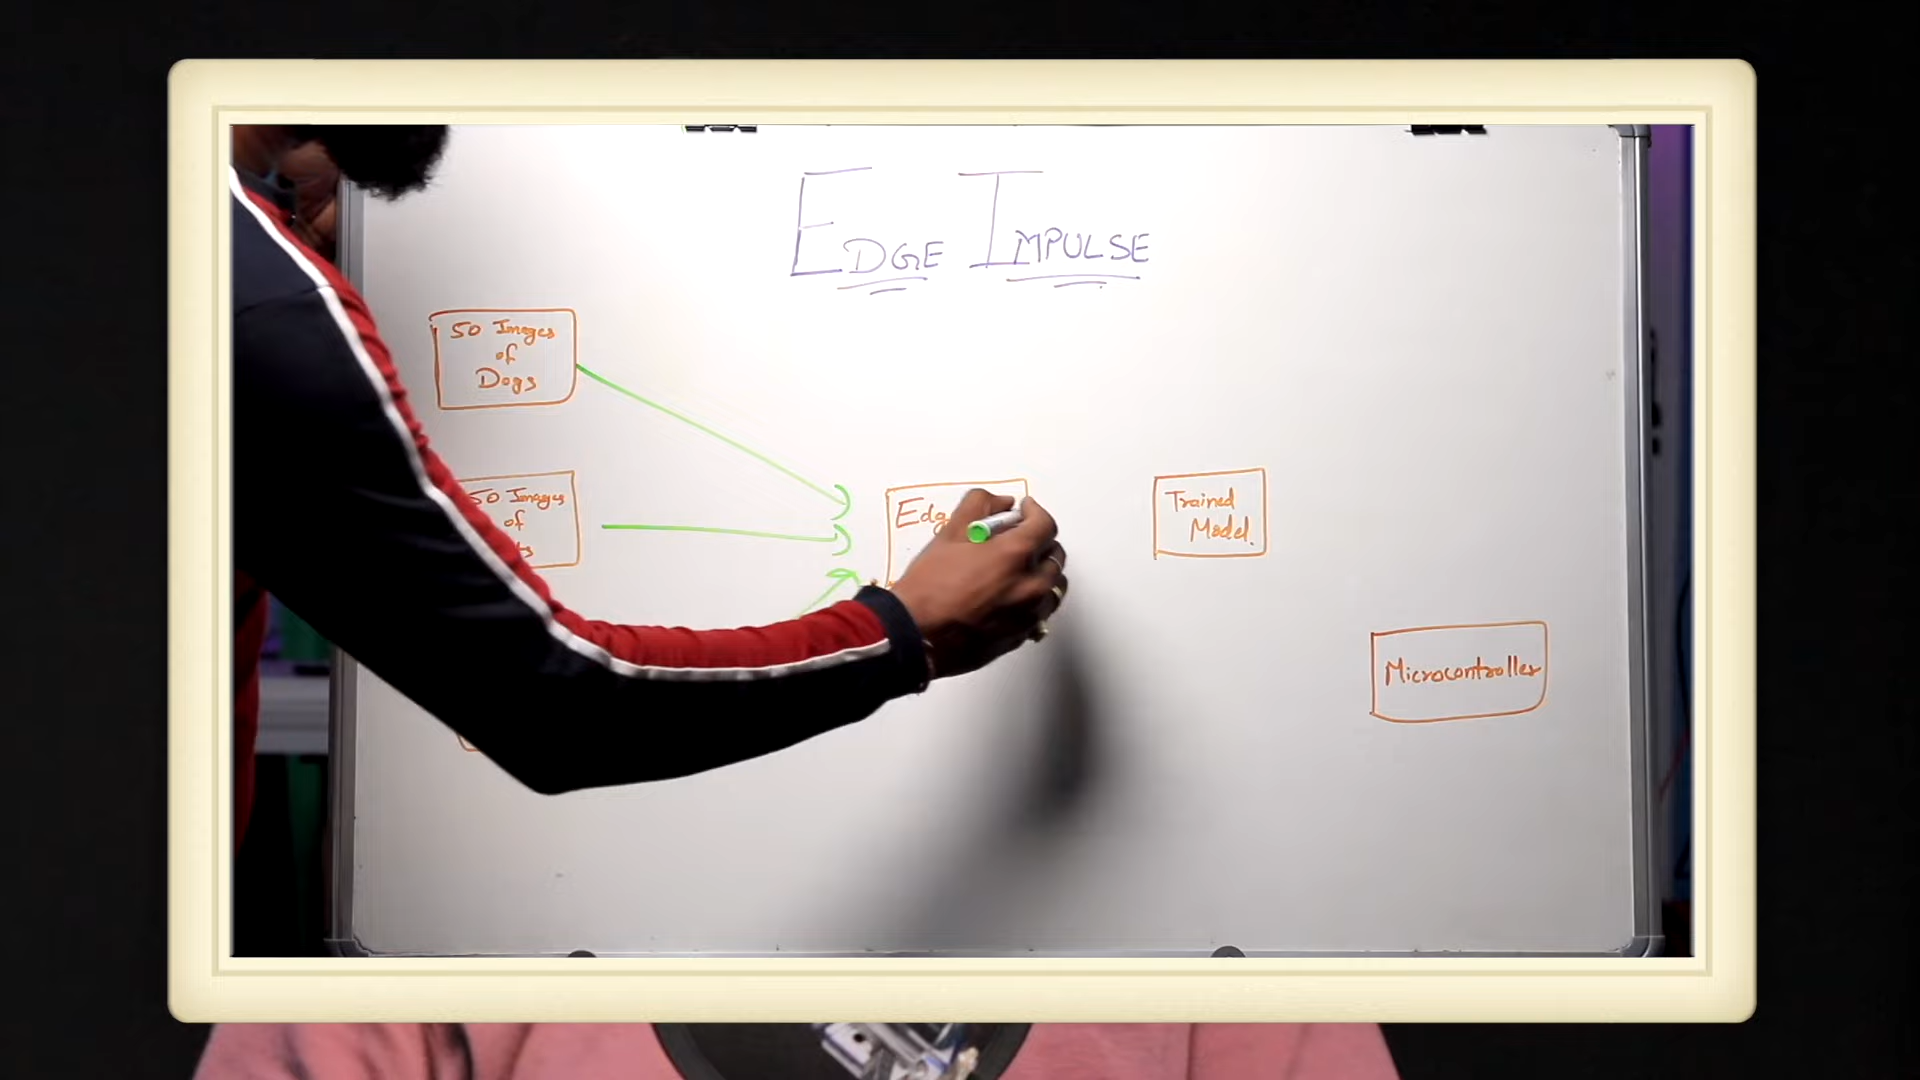 EDGE IMPULSE
50 Images
of
Dogs
50 Images
of
Trained
Model.
Microcontroller